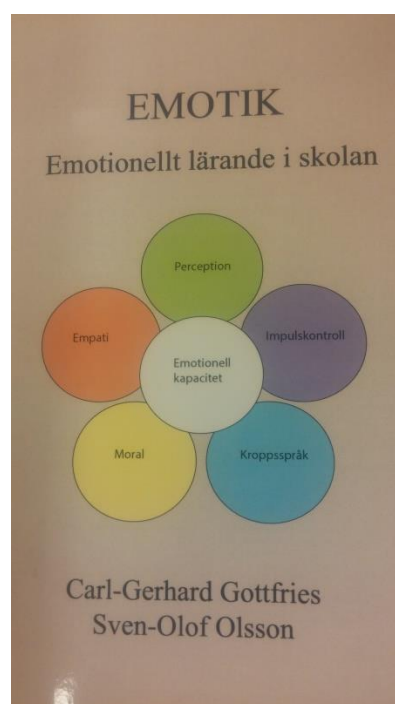 EMOTIK
Emotionellt lärande i skolan
Perception
Empati
Impulskontroll
Emotionell
kapacitet
Moral
Kroppsspråk
Carl-Gerhard Gottfries
Sven-Olof Olsson